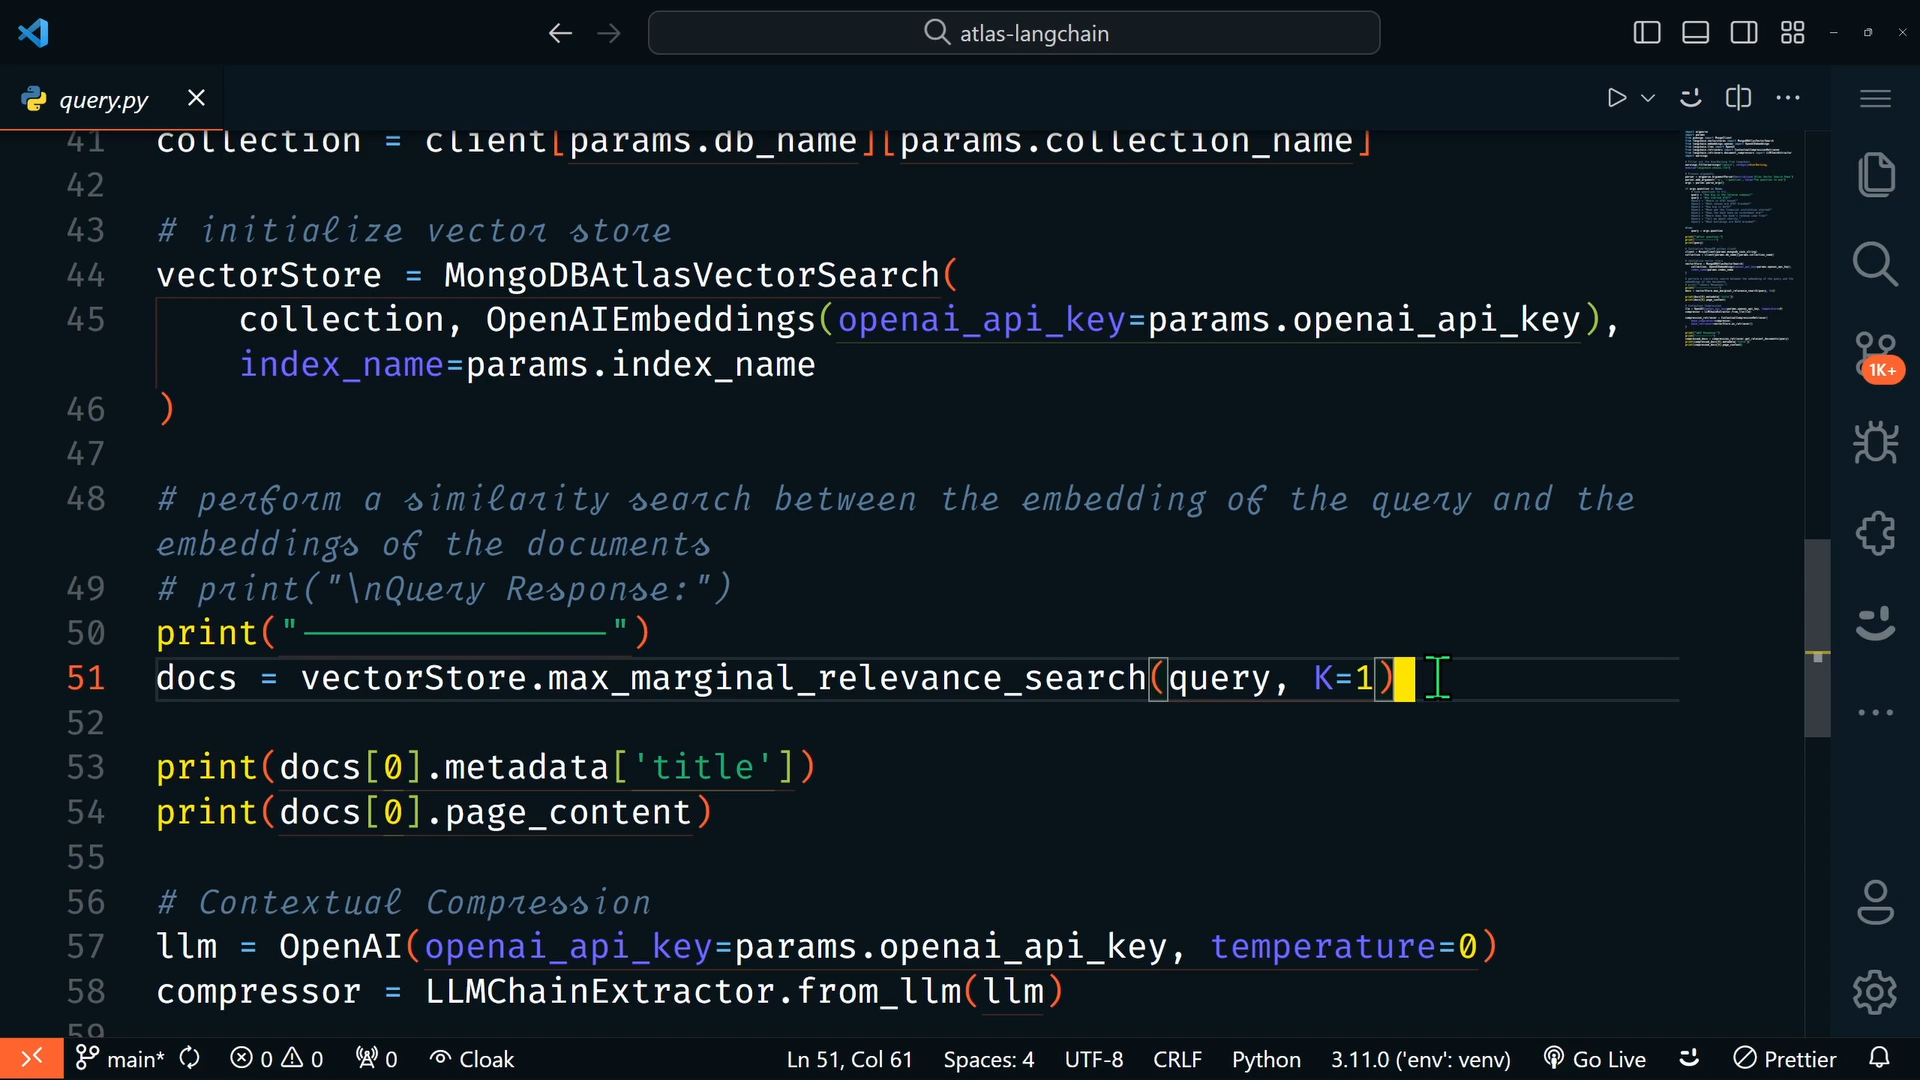 atlas-langchain
query.py
41 collection = client[params.db_name][params.collection_name]
42
43 # initialize vector store
44 vectorStore = MongoDBAtlasVectorSearch(
45 collection, OpenAIEmbeddings(openai_api_key=params.openai_api_key),
index_name=params.index_name
46 )
47
48 # perform a similarity search between the embedding of the query and the
embeddings of the documents
49 # print("\nQuery Response:")
50 print("---------------")
51 docs = vectorStore.max_marginal_relevance_search(query, K=1)
52
53 print(docs[0].metadata['title'])
54 print(docs[0].page_content)
55
56 # Contextual Compression
57 llm = OpenAI(openai_api_key=params.openai_api_key, temperature=0)
58 compressor = LLMChainExtractor.from_llm(llm)
59
1K+
main* 0 0 0 Cloak Ln 51, Col 61 Spaces: 4 UTF-8 CRLF Python 3.11.0 ('env': venv) Go Live Prettier